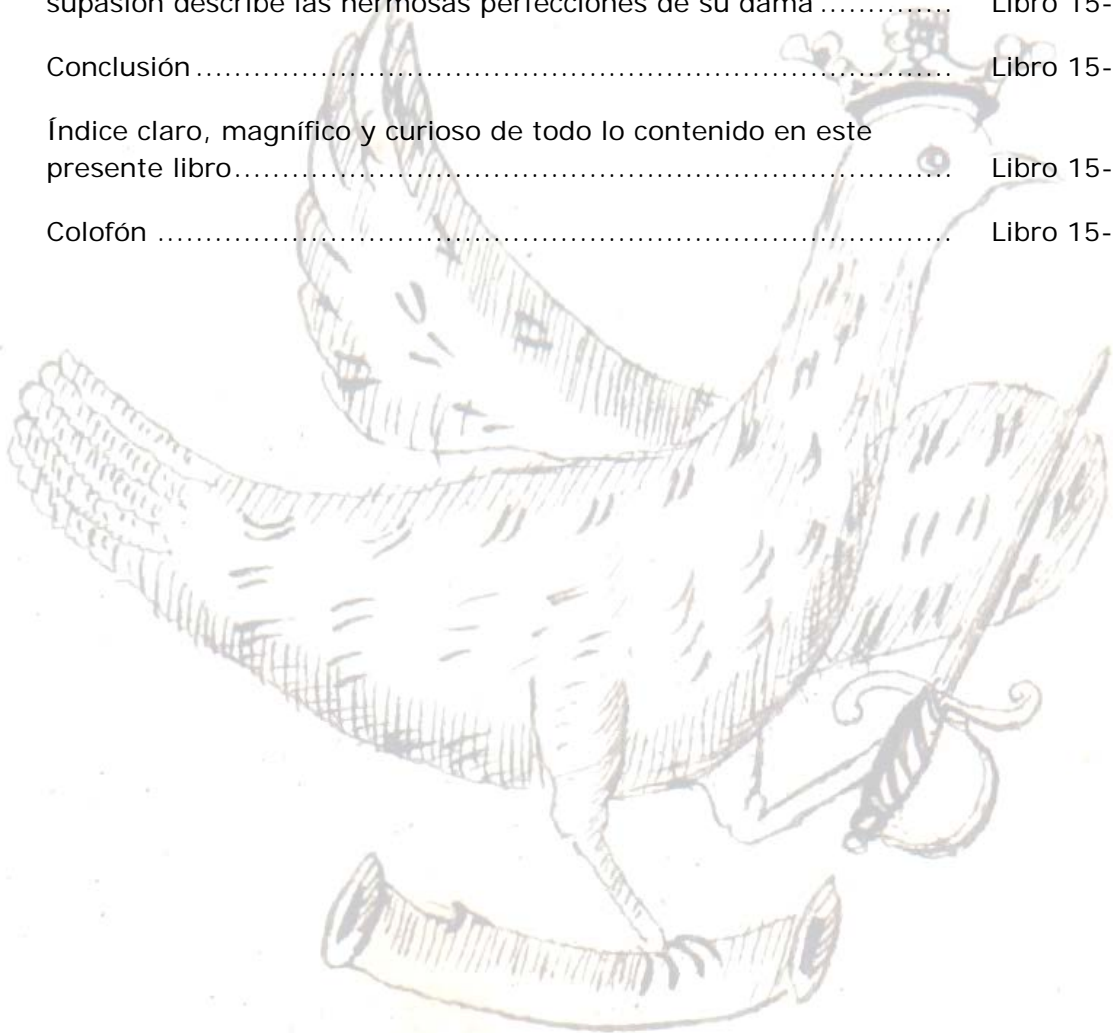 supasión describe las hermosas perfecciones de su dama .............. Libro 15-
Conclusión .............................................................................. Libro 15-
Índice claro, magnífico y curioso de todo lo contenido en este
presente libro.......................................................................... Libro 15-
Colofón .................................................................................. Libro 15-